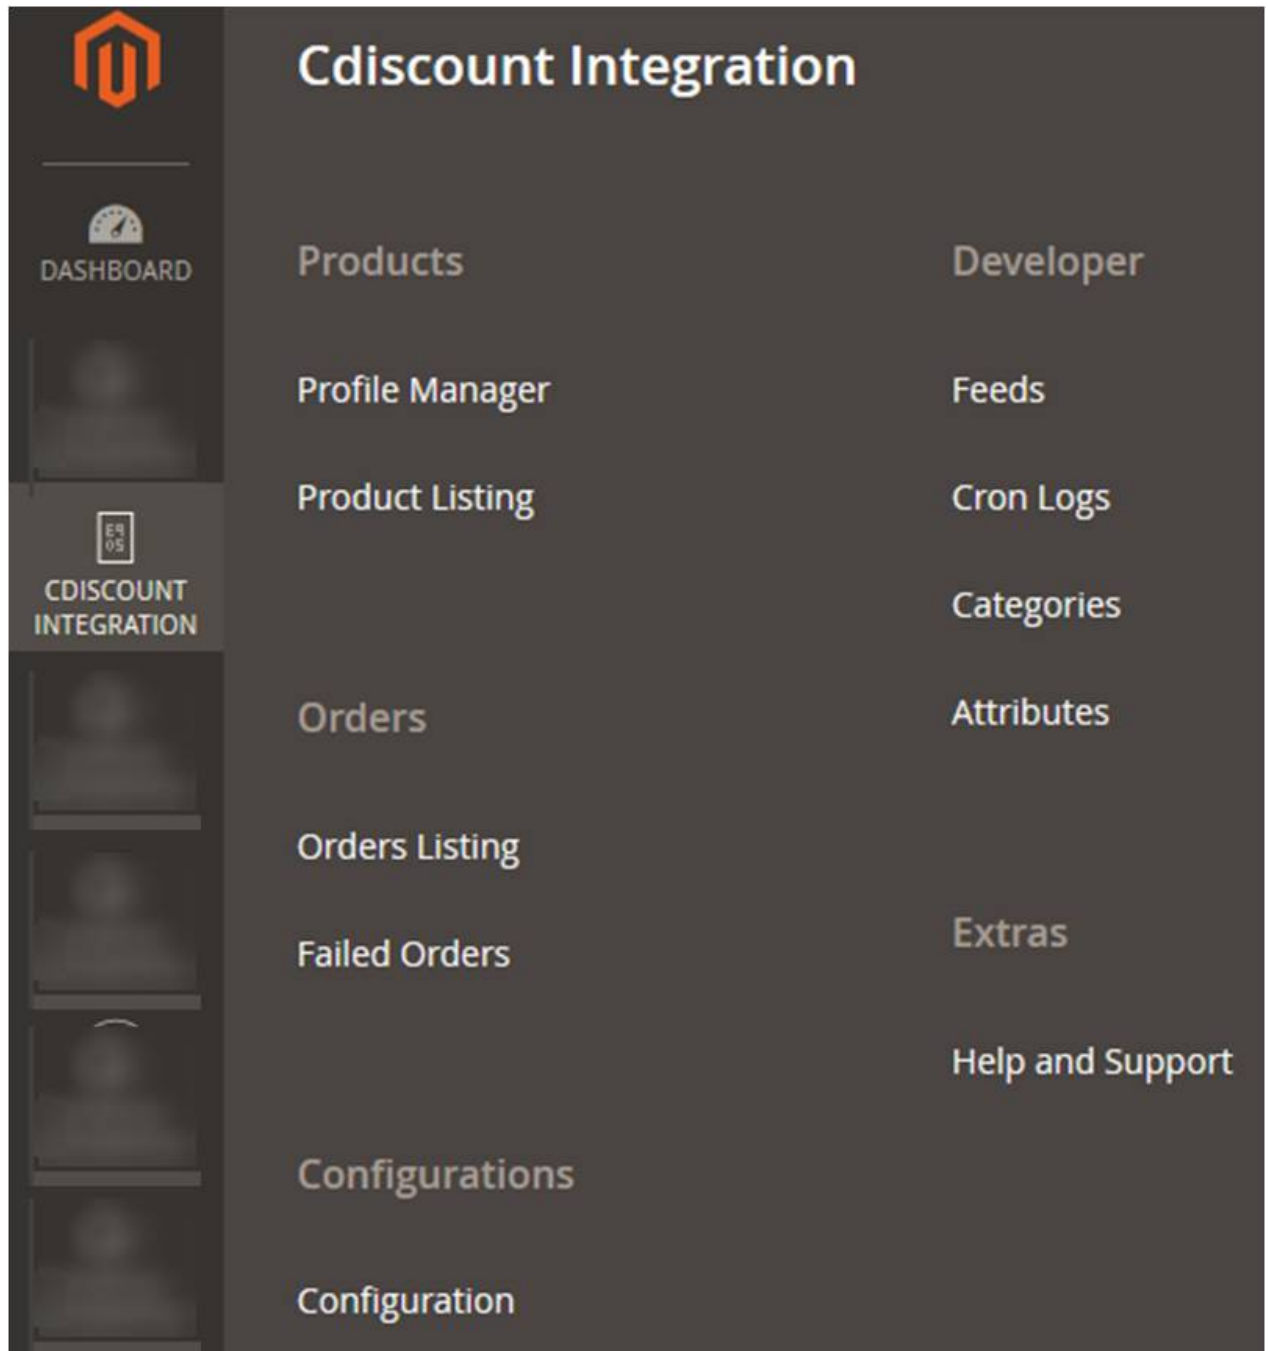 Cdiscount Integration
DASHBOARD
CDISCOUNT
INTEGRATION
Products
Profile Manager
Product Listing
Orders
Orders Listing
Failed Orders
Configurations
Configuration
Developer
Feeds
Cron Logs
Categories
Attributes
Extras
Help and Support